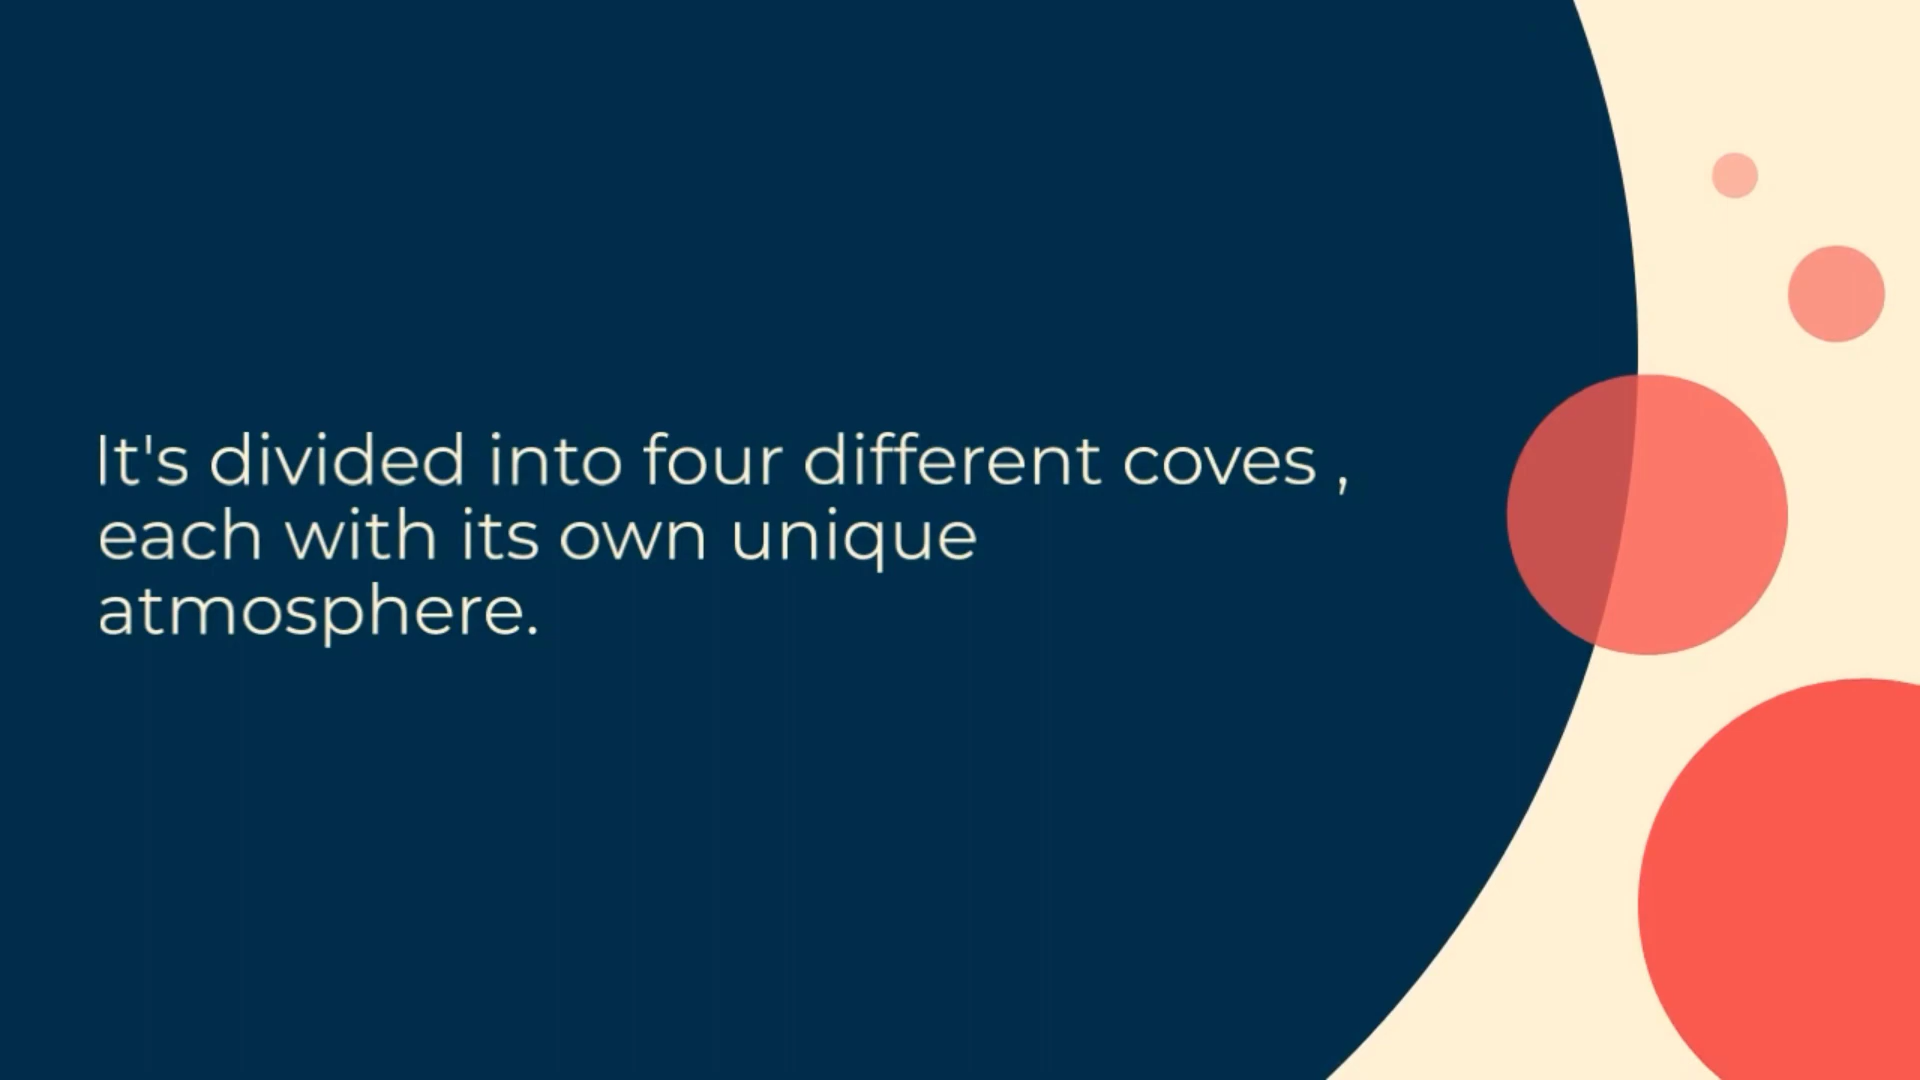 It's divided into four different coves ,
each with its own unique
atmosphere.